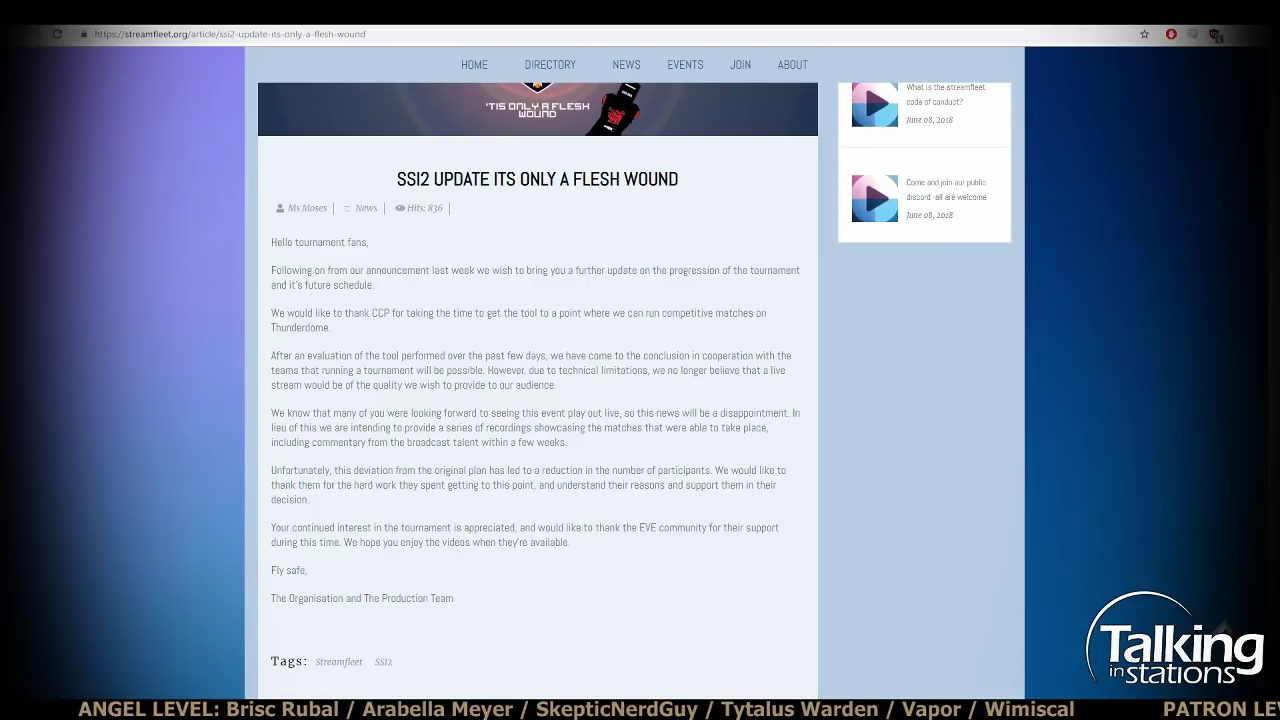 https://streamfleet.org/article/ssi2-update-its-only-a-flesh-wound
HOME DIRECTORY NEWS EVENTS JOIN ABOUT
'TIS ONLY A FLESH
WOUND
SSI2 UPDATE ITS ONLY A FLESH WOUND
Ms Moses | News | Hits: 836 |
Hello tournament fans,
Following on from our announcement last week we wish to bring you a further update on the progression of the tournament
and it's future schedule.
We would like to thank CCP for taking the time to get the tool to a point where we can run competitive matches on
Thunderdome.
After an evaluation of the tool performed over the past few days, we have come to the conclusion in cooperation with the
teams that running a tournament will be possible. However, due to technical limitations, we no longer believe that a live
stream would be of the quality we wish to provide to our audience.
We know that many of you were looking forward to seeing this event play out live, so this news will be a disappointment. In
lieu of this we are intending to provide a series of recordings showcasing the matches that were able to take place,
including commentary from the broadcast talent within a few weeks.
Unfortunately, this deviation from the original plan has led to a reduction in the number of participants. We would like to
thank them for the hard work they spent getting to this point, and understand their reasons and support them in their
decision.
Your continued interest in the tournament is appreciated, and would like to thank the EVE community for their support
during this time. We hope you enjoy the videos when they're available.
Fly safe,
The Organisation and The Production Team
Tags: Streamfleet SSI2
What is the streamfleet
code of conduct?
June 08, 2018
Come and join our public
discord -all are welcome
June 08, 2018
Talking
in stations
ANGEL LEVEL: Brisc Rubal / Arabella Meyer / SkepticNerdGuy / Tytalus Warden / Vapor / Wimiscal PATRON LE